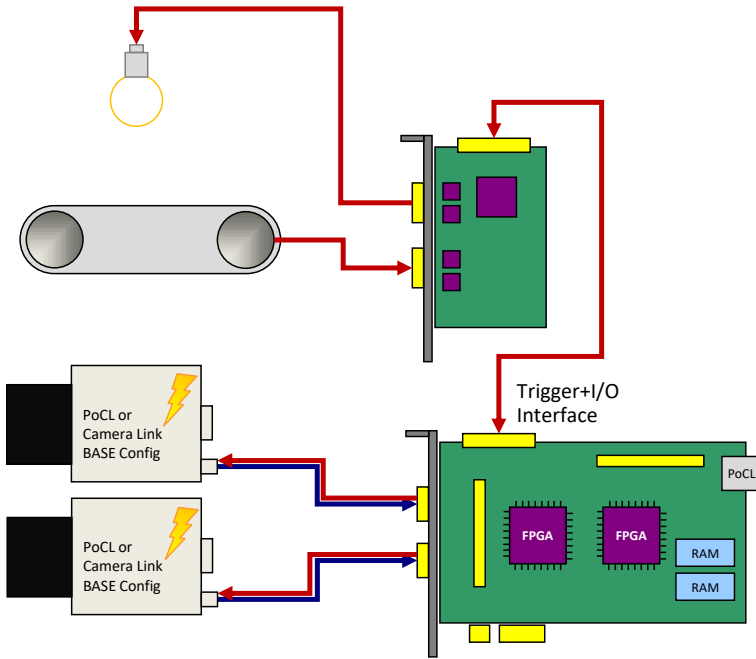 Trigger+I/O
Interface
PoCL or
Camera Link
BASE Config
PoCL
FPGA
FPGA
RAM
RAM
PoCL or
Camera Link
BASE Config